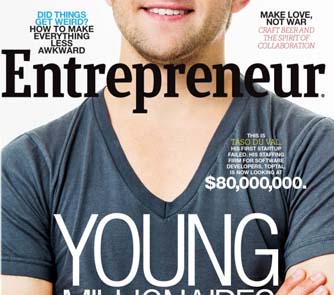 DID THINGS
GET WEIRD?
HOW TO MAKE
EVERYTHING
LESS
AWKWARD
MAKE LOVE,
NOT WAR
CRAFT BEER AND
THE SPIRIT OF
COLLABORATION
Entrepreneur
THIS IS
TASO DU VAL.
HIS FIRST STARTUP
FAILED. HIS STAFFING
FIRM FOR SOFTWARE
DEVELOPERS, TOPTAL,
IS NOW LOOKING AT
$80,000,000.
YOUNG
MILLIONAIRES